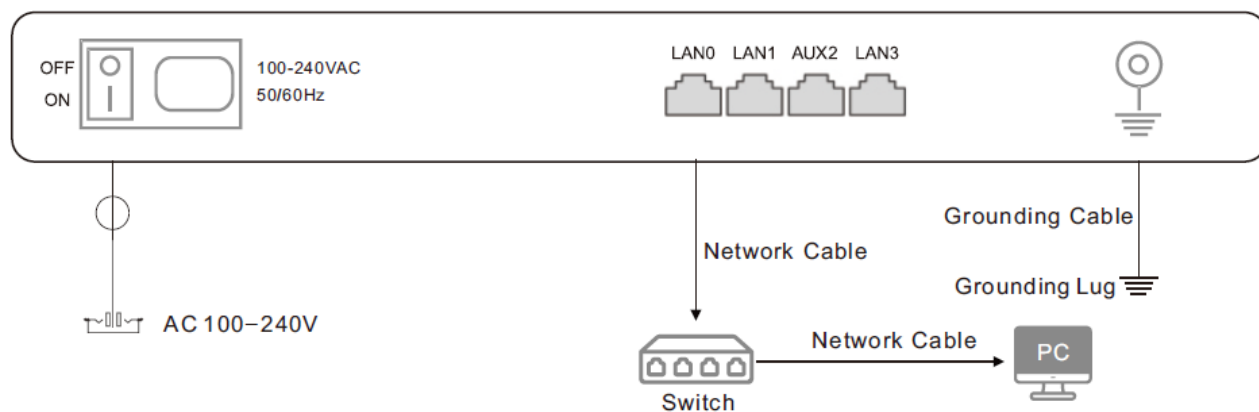 OFF
ON
100-240VAC
50/60Hz
LAN0 LAN1 AUX2 LAN3
Grounding Cable
Network Cable
Grounding Lug
AC 100−240V
Network Cable
PC
Switch